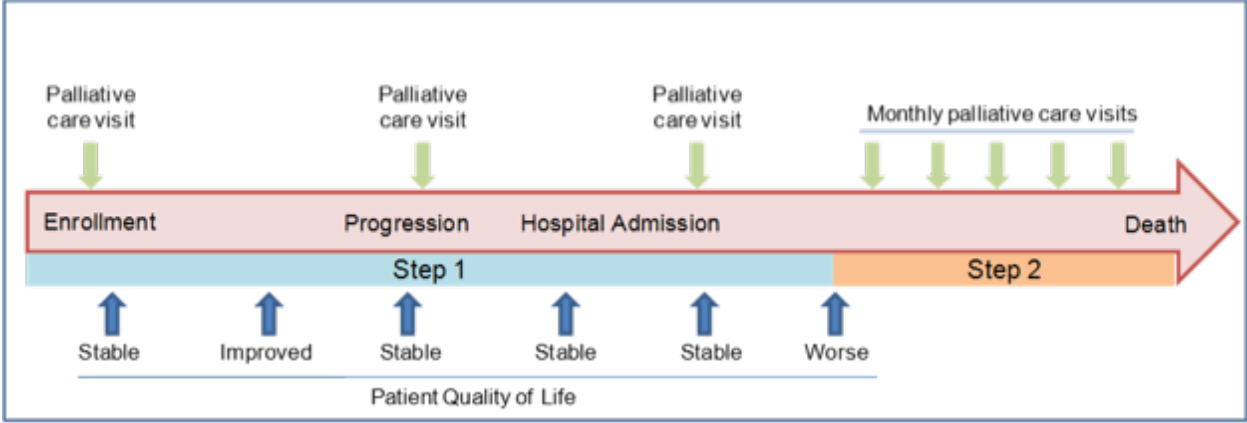 Palliative
care visit
Palliative
care visit
Palliative
care visit
Monthly palliative care visits
Enrollment
Progression
Hospital Admission
Death
Step 1
Step 2
Stable
Improved
Stable
Stable
Stable
Worse
Patient Quality of Life